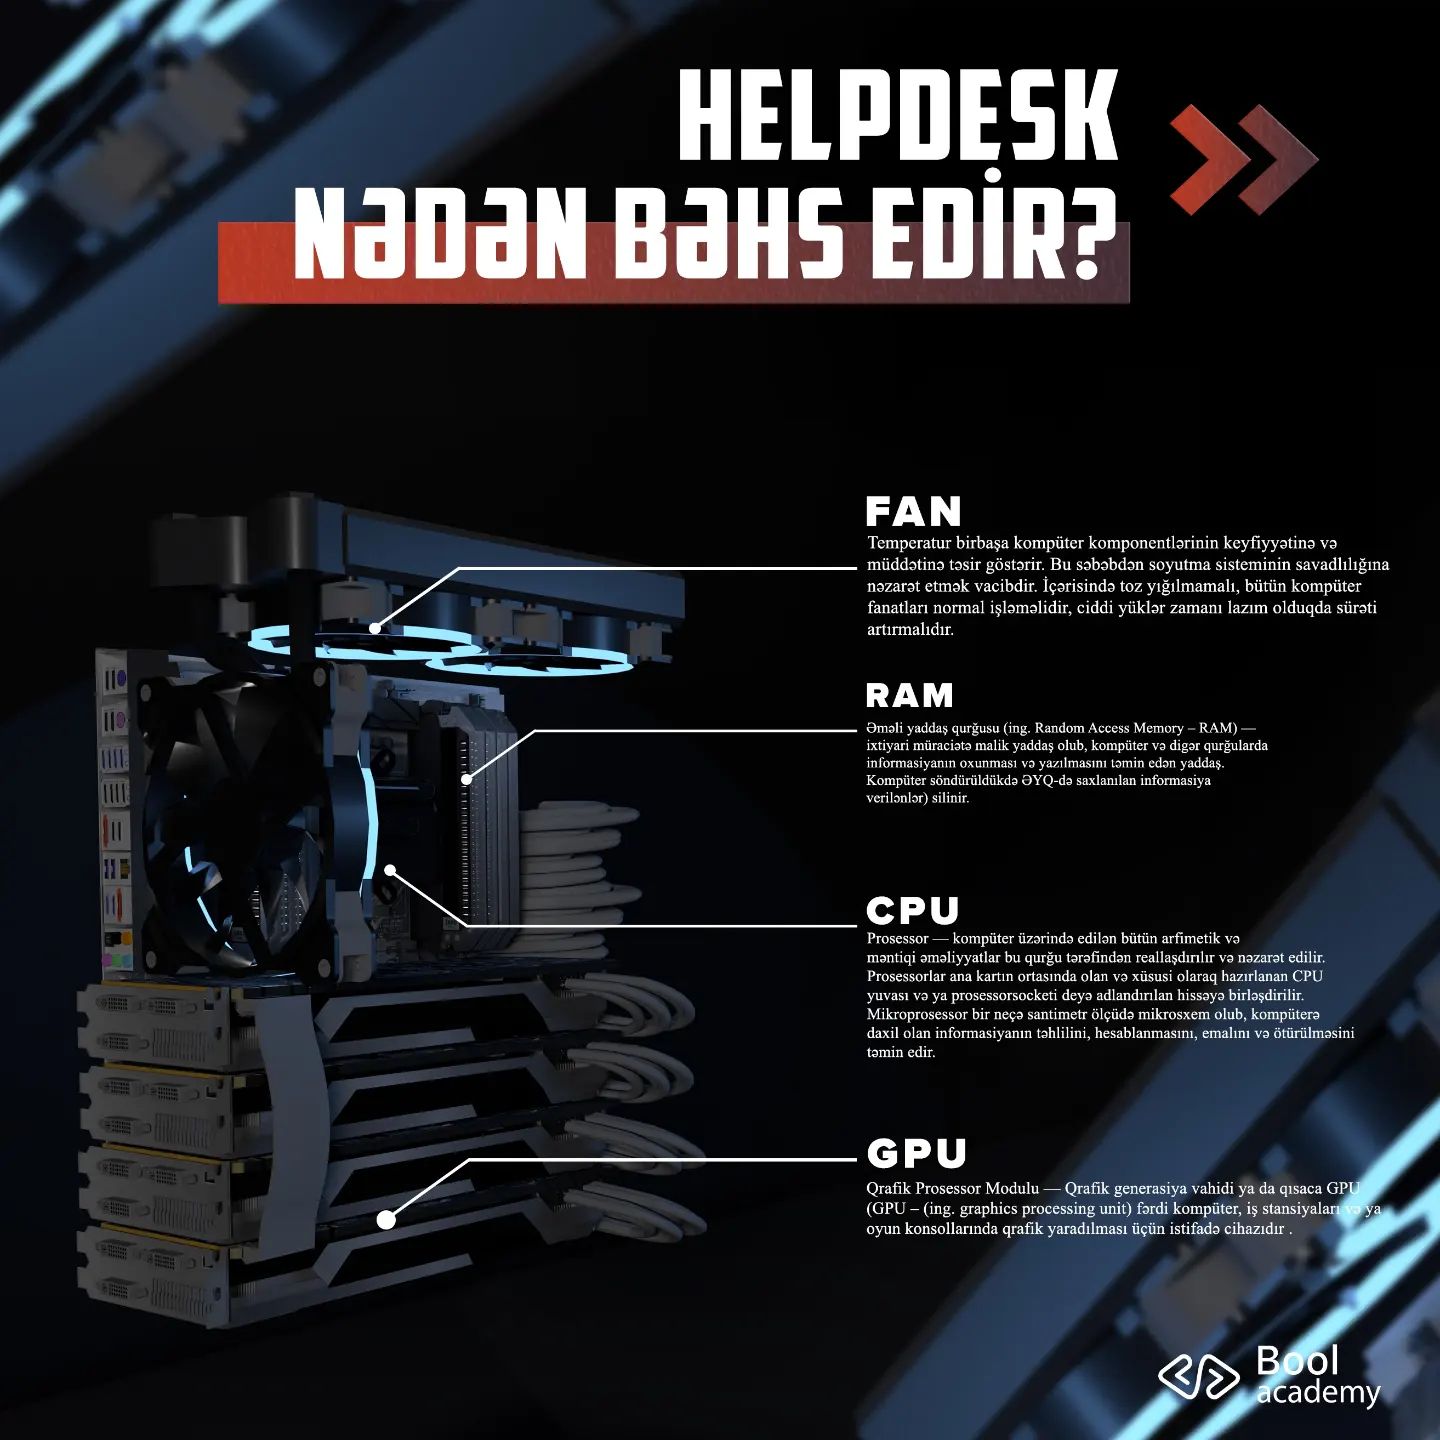 HELPDESK
NƏDƏN BƏHS EDİR?
FAN
Temperatur birbaşa kompüter komponentlərinin keyfiyyətinə və
müddətinə təsir göstərir. Bu səbəbdən soyutma sisteminin savadlılığına
nəzarət etmək vacibdir. İçərisində toz yığılmamalı, bütün kompüter
fanatları normal işləməlidir, ciddi yüklər zamanı lazım olduqda sürəti
artırmalıdır.
RAM
Əməli yaddaş qurğusu (ing. Random Access Memory – RAM) —
ixtiyari müraciətə malik yaddaş olub, kompüter və digər qurğularda
informasiyanın oxunması və yazılmasını təmin edən yaddaş.
Kompüter söndürüldükdə ƏYQ-də saxlanılan informasiya
verilənlər) silinir.
CPU
Prosessor — kompüter üzərində edilən bütün arfimetik və
məntiqi əməliyyatlar bu qurğu tərəfindən reallaşdırılır və nəzarət edilir.
Prosessorlar ana kartın ortasında olan və xüsusi olaraq hazırlanan CPU
yuvası və ya prosessorsocketi deyə adlandırılan hissəyə birləşdirilir.
Mikroprosessor bir neçə santimetr ölçüdə mikrosxem olub, kompüterə
daxil olan informasiyanın təhlilini, hesablanmasını, emalını və ötürülməsini
təmin edir.
GPU
Qrafik Prosessor Modulu — Qrafik generasiya vahidi ya da qısaca GPU
(GPU – (ing. graphics processing unit) fərdi kompüter, iş stansiyaları və ya
oyun konsollarında qrafik yaradılması üçün istifadə cihazıdır .
Bool
academy